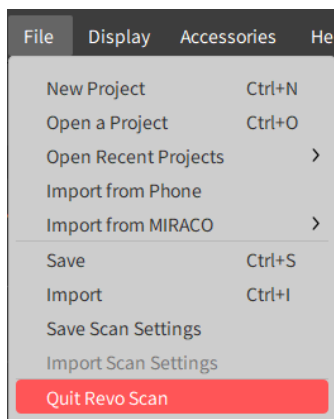 File Display Accessories He
New Project Ctrl+N
Open a Project Ctrl+O
Open Recent Projects >
Import from Phone
Import from MIRACO >
Save Ctrl+S
Import Ctrl+I
Save Scan Settings
Import Scan Settings
Quit Revo Scan